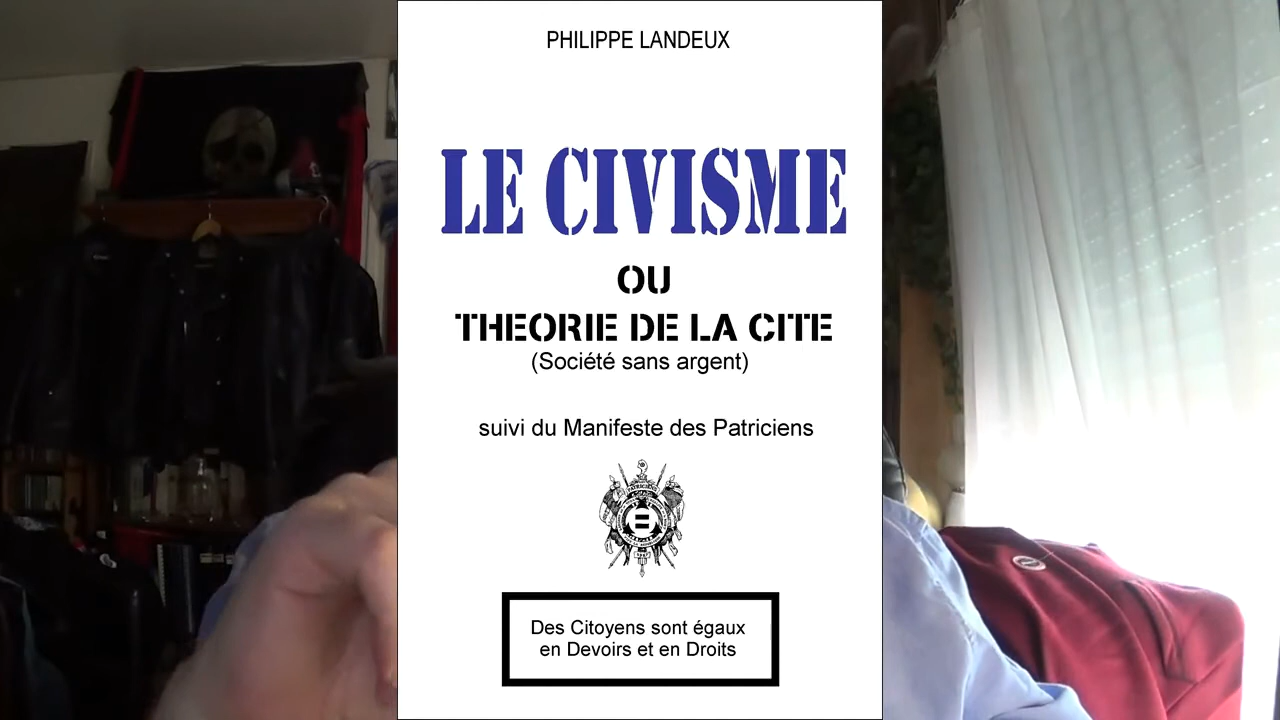 PHILIPPE LANDEUX
LE CIVISME
OU
THEORIE DE LA CITE
(Société sans argent)
suivi du Manifeste des Patriciens
Des Citoyens sont égaux
en Devoirs et en Droits